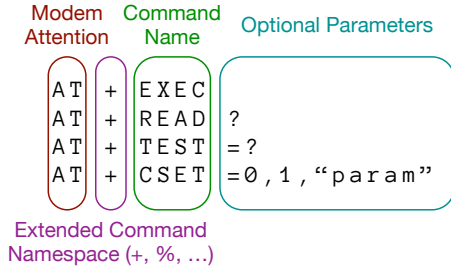 Modem Attention
Command Name
Optional Parameters
AT + EXEC
AT + READ ?
AT + TEST =?
AT + CSET =0,1,“param”
Extended Command
Namespace (+, %, ...)